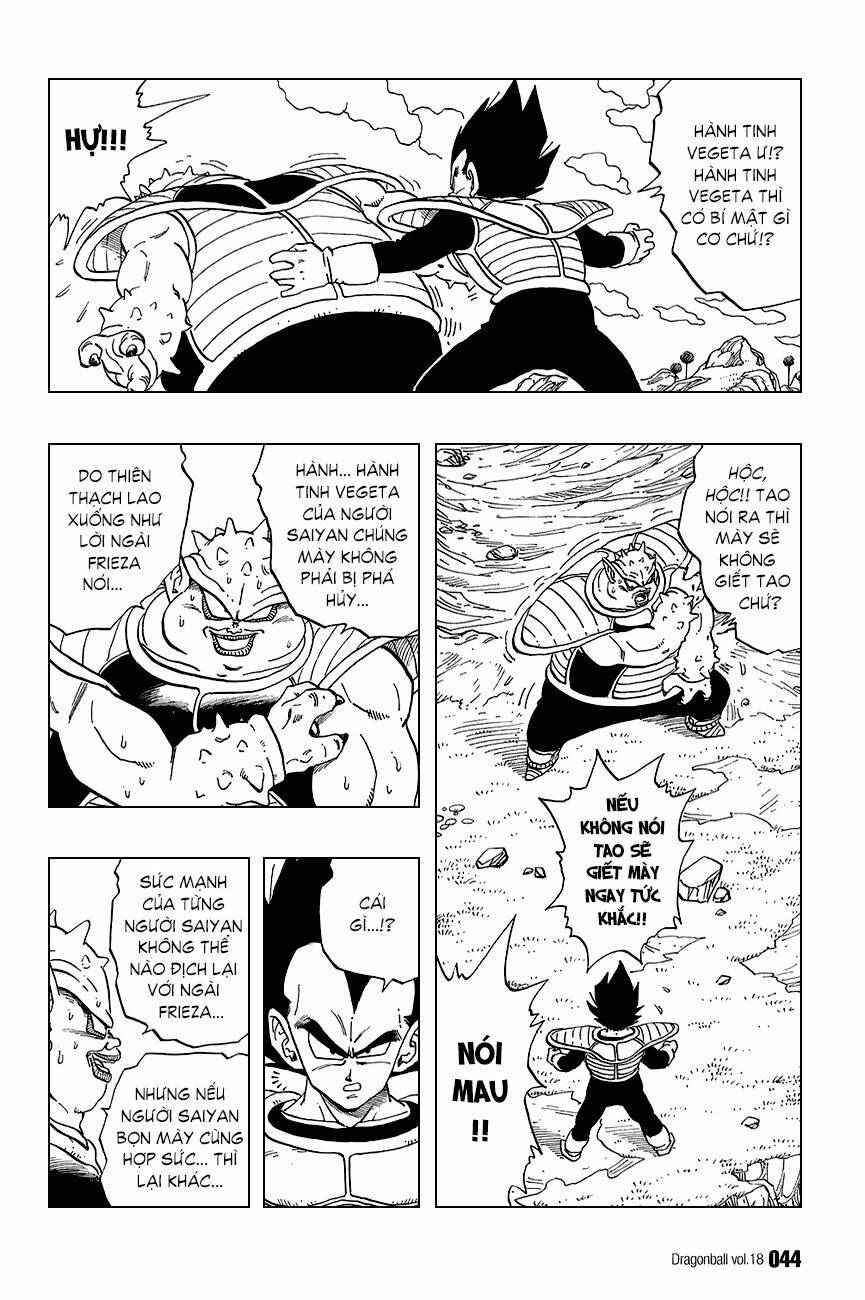 HÀNH TINH
VEGETA Ư!?
HÀNH TINH
VEGETA THÌ
CÓ BÍ MẬT GÌ
CƠ CHỨ!?
HỰ!!!
HỘC,
HỘC!! TAO
NÓI RA THÌ
MÀY SẼ
KHÔNG
GIẾT TAO
CHỨ?
NẾU
KHÔNG NÓI
TAO SẼ
GIẾT MÀY
NGAY TỨC
KHẮC!!
NÓI
MAU
!!
HÀNH... HÀNH
TINH VEGETA
CỦA NGƯỜI
SAIYAN CHÚNG
MÀY KHÔNG
PHẢI BỊ PHÁ
HỦY...
DO THIÊN
THẠCH LAO
XUỐNG NHƯ
LỜI NGÀI
FRIEZA
NÓI...
CÁI
GÌ...!?
SỨC MẠNH
CỦA TỪNG
NGƯỜI SAIYAN
KHÔNG THỂ
NÀO ĐỊCH LẠI
VỚI NGÀI
FRIEZA...
NHƯNG NẾU
NGƯỜI SAIYAN
BỌN MÀY CÙNG
HỢP SỨC... THÌ
LẠI KHÁC...
Dragonball vol.18 044